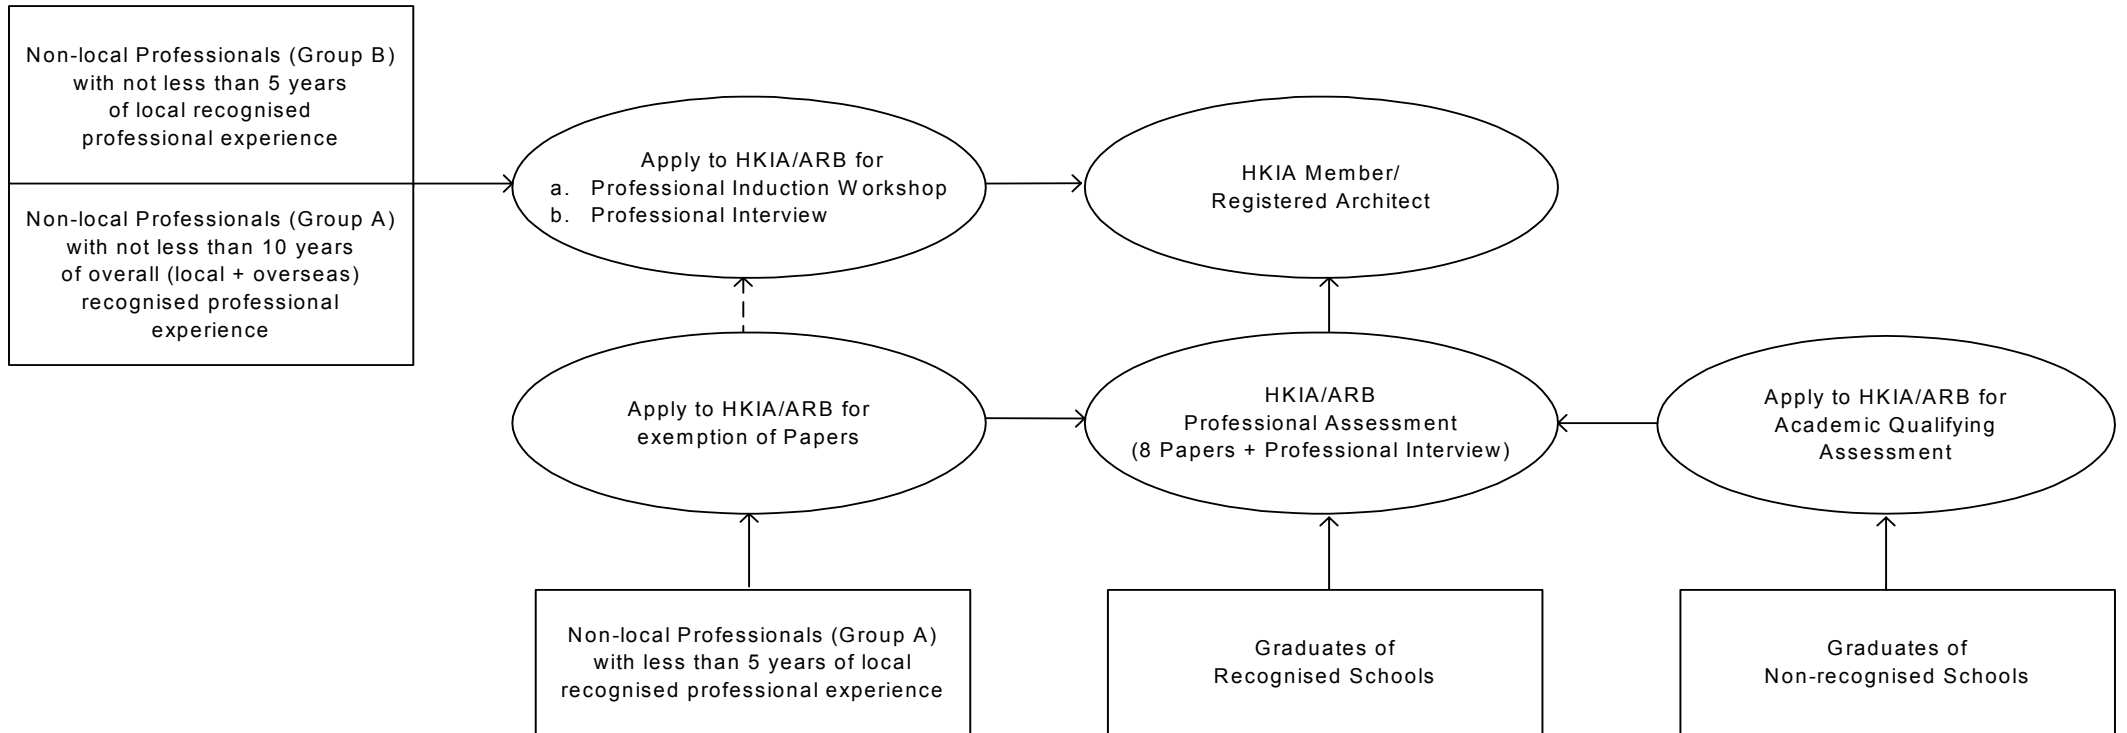 Non-local Professionals (Group B)
with not less than 5 years
of local recognised
professional experience
Non-local Professionals (Group A)
with not less than 10 years
of overall (local + overseas)
recognised professional
experience
Apply to HKIA/ARB for
a. Professional Induction Workshop
b. Professional Interview
HKIA Member/
Registered Architect
Apply to HKIA/ARB for
exemption of Papers
HKIA/ARB
Professional Assessment
(8 Papers + Professional Interview)
Apply to HKIA/ARB for
Academic Qualifying
Assessment
Non-local Professionals (Group A)
with less than 5 years of local
recognised professional experience
Graduates of
Recognised Schools
Graduates of
Non-recognised Schools